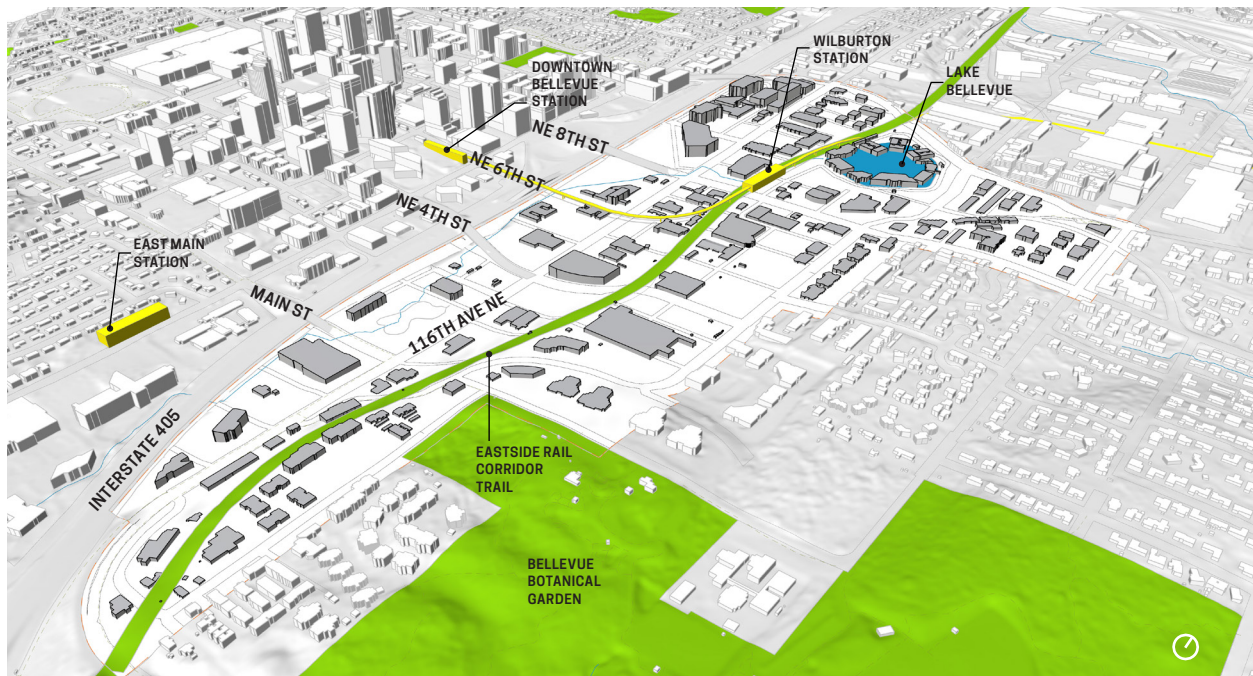 WILBURTON
STATION
LAKE
BELLEVUE
DOWNTOWN
BELLEVUE
STATION
NE 8TH ST
NE 6TH ST
NE 4TH ST
EAST MAIN
STATION
MAIN ST
116TH AVE NE
INTERSTATE 405
EASTSIDE RAIL
CORRIDOR
TRAIL
BELLEVUE
BOTANICAL
GARDEN